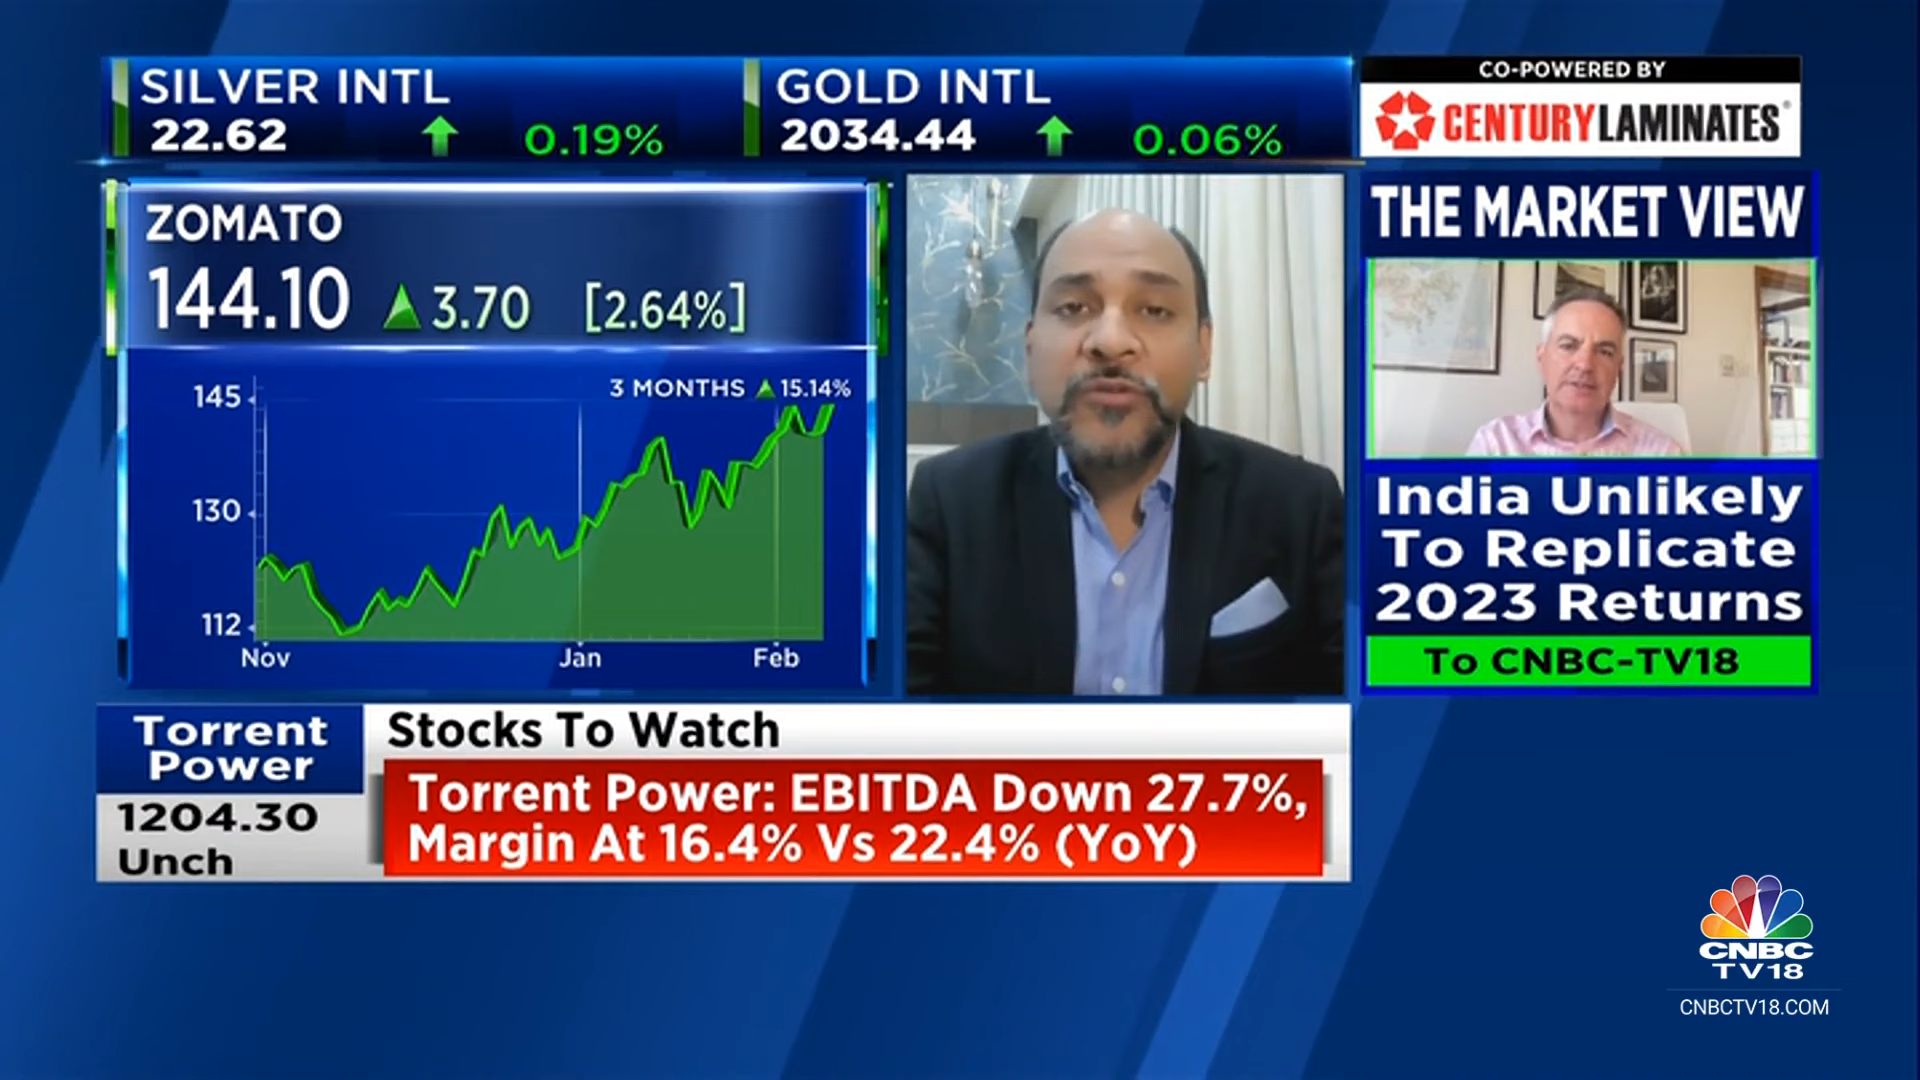 SILVER INTL
22.62 0.19%
GOLD INTL
2034.44 0.06%
CO-POWERED BY
CENTURYLAMINATES®
ZOMATO
144.10 ▲3.70 [2.64%]
3 MONTHS ▲15.14%
145
130
112
Nov Jan Feb
THE MARKET VIEW
India Unlikely
To Replicate
2023 Returns
To CNBC-TV18
Torrent
Power
1204.30
Unch
Stocks To Watch
Torrent Power: EBITDA Down 27.7%,
Margin At 16.4% Vs 22.4% (YoY)
CNBC
TV18
CNBCTV18.COM